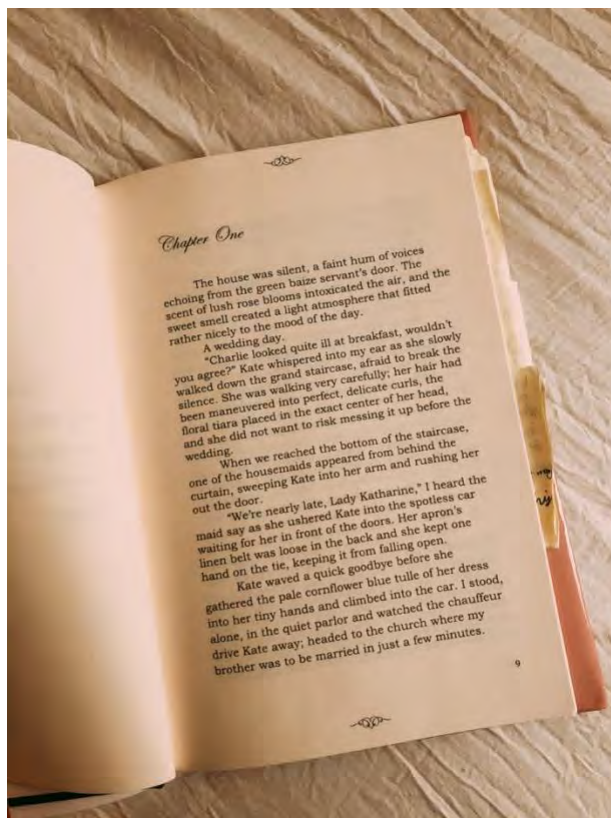 Chapter One
The house was silent, a faint hum of voices
echoing from the green baize servant's door. The
scent of lush rose blooms intoxicated the air, and the
sweet smell created a light atmosphere that fitted
rather nicely to the mood of the day.
A wedding day.
"Charlie looked quite ill at breakfast, wouldn't
you agree?" Kate whispered into my ear as she slowly
walked down the grand staircase, afraid to break the
silence. She was walking very carefully; her hair had
been maneuvered into perfect, delicate curls, the
floral tiara placed in the exact center of her head,
and she did not want to risk messing it up before the
wedding.
When we reached the bottom of the staircase,
one of the housemaids appeared from behind the
curtain, sweeping Kate into her arm and rushing her
out the door.
"We're nearly late, Lady Katharine," I heard the
maid say as she ushered Kate into the spotless car
waiting for her in front of the doors. Her apron's
linen belt was loose in the back and she kept one
hand on the tie, keeping it from falling open.
Kate waved a quick goodbye before she
gathered the pale cornflower blue tulle of her dress
into her tiny hands and climbed into the car. I stood,
alone, in the quiet parlor and watched the chauffeur
drive Kate away; headed to the church where my
brother was to be married in just a few minutes.
9